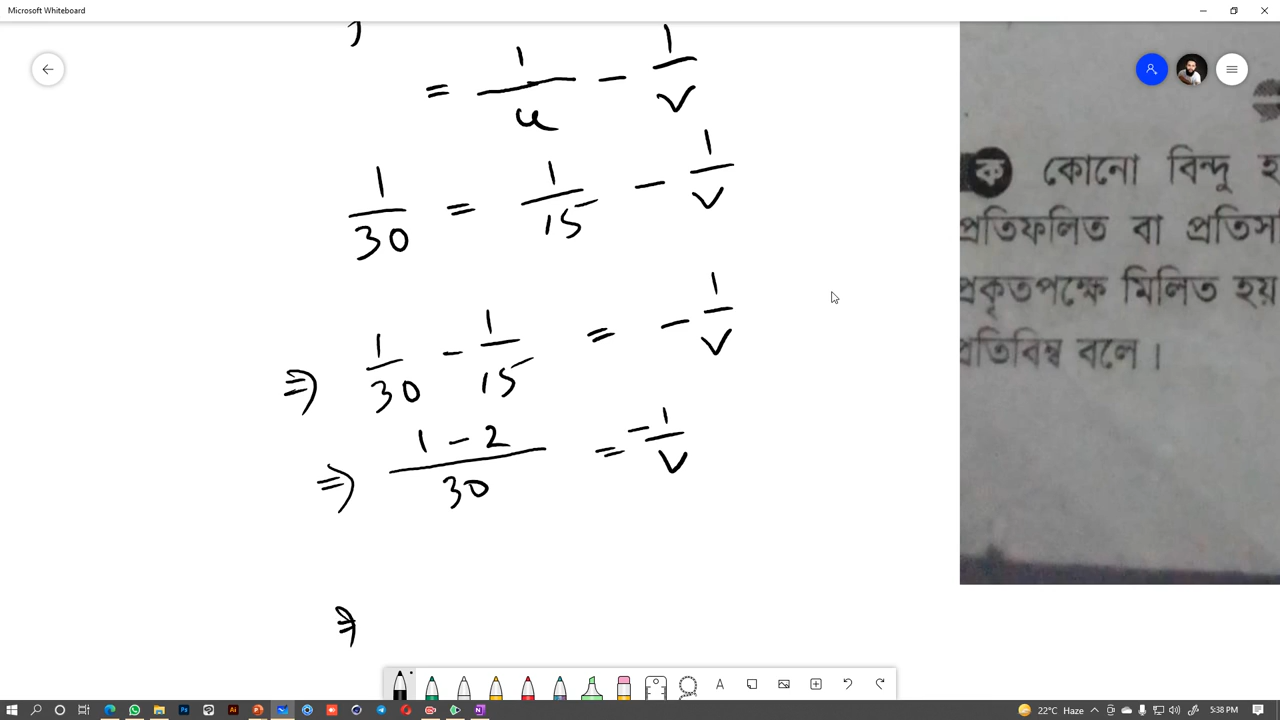 Microsoft Whiteboard
= 1/u - 1/v
1/30 = 1/15 - 1/v
⇒ 1/30 - 1/15 = - 1/v
⇒ (1 - 2)/30 = - 1/v
⇒
ক কোনো বিন্দু হ
প্রতিফলিত বা প্রতিস
প্রকৃতপক্ষে মিলিত হয়
প্রতিবিম্ব বলে।
22°C Haze
5:38 PM